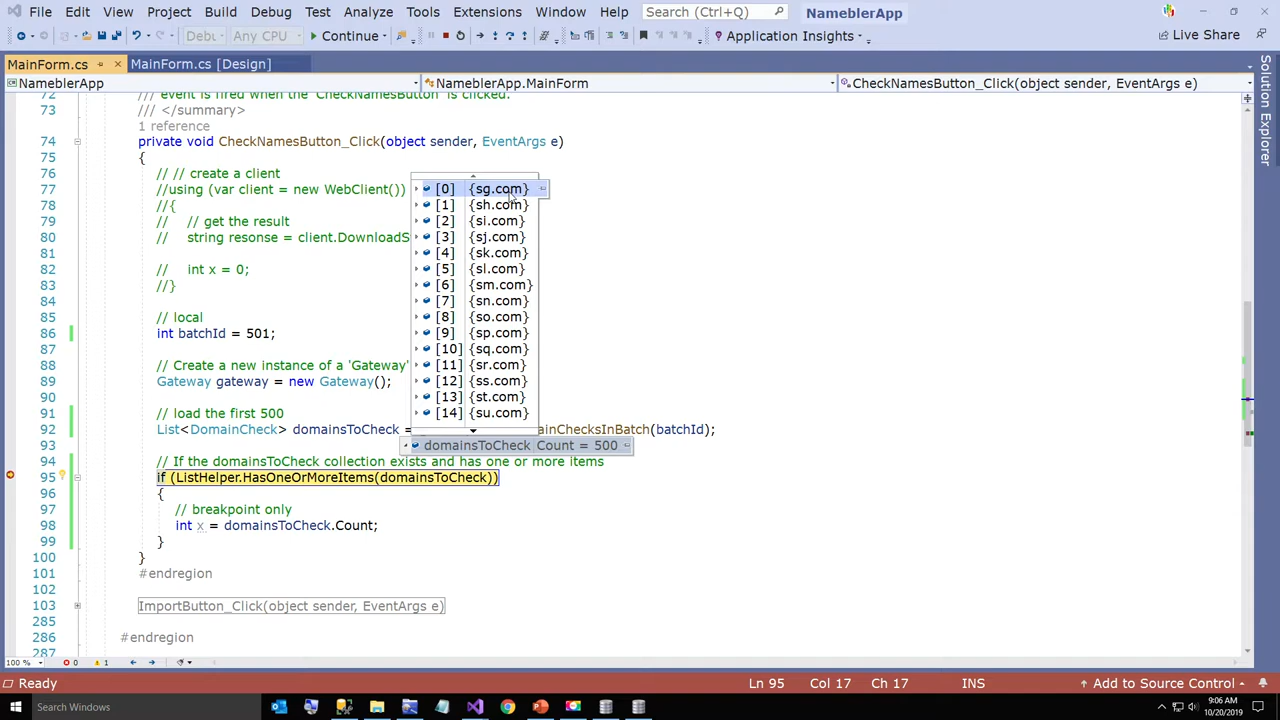 File Edit View Project Build Debug Test Analyze Tools Extensions Window Help Search (Ctrl+Q) NameblerApp
Debu Any CPU Continue Application Insights Live Share
MainForm.cs MainForm.cs [Design]
NameblerApp NameblerApp.MainForm CheckNamesButton_Click(object sender, EventArgs e)
72 event is fired when the 'CheckNamesButton' is clicked.
73 /// </summary>
1 reference
74 private void CheckNamesButton_Click(object sender, EventArgs e)
75 {
76 // // create a client
77 //using (var client = new WebClient())
78 //{
79 // // get the result
80 // string resonse = client.DownloadS
81
82 // int x = 0;
83 //}
84
85 // local
86 int batchId = 501;
87
88 // Create a new instance of a 'Gateway'
89 Gateway gateway = new Gateway();
90
91 // load the first 500
92 List<DomainCheck> domainsToCheck = ainChecksInBatch(batchId);
93
94 // If the domainsToCheck collection exists and has one or more items
95 if (ListHelper.HasOneOrMoreItems(domainsToCheck))
96 {
97 // breakpoint only
98 int x = domainsToCheck.Count;
99 }
100 }
101 #endregion
102
103 ImportButton_Click(object sender, EventArgs e)
285
286 #endregion
287
[0] {sg.com}
[1] {sh.com}
[2] {si.com}
[3] {sj.com}
[4] {sk.com}
[5] {sl.com}
[6] {sm.com}
[7] {sn.com}
[8] {so.com}
[9] {sp.com}
[10] {sq.com}
[11] {sr.com}
[12] {ss.com}
[13] {st.com}
[14] {su.com}
domainsToCheck Count = 500
Solution Explorer
100 % 0 1
Ready Ln 95 Col 17 Ch 17 INS Add to Source Control
Search Windows 9:06 AM
10/20/2019